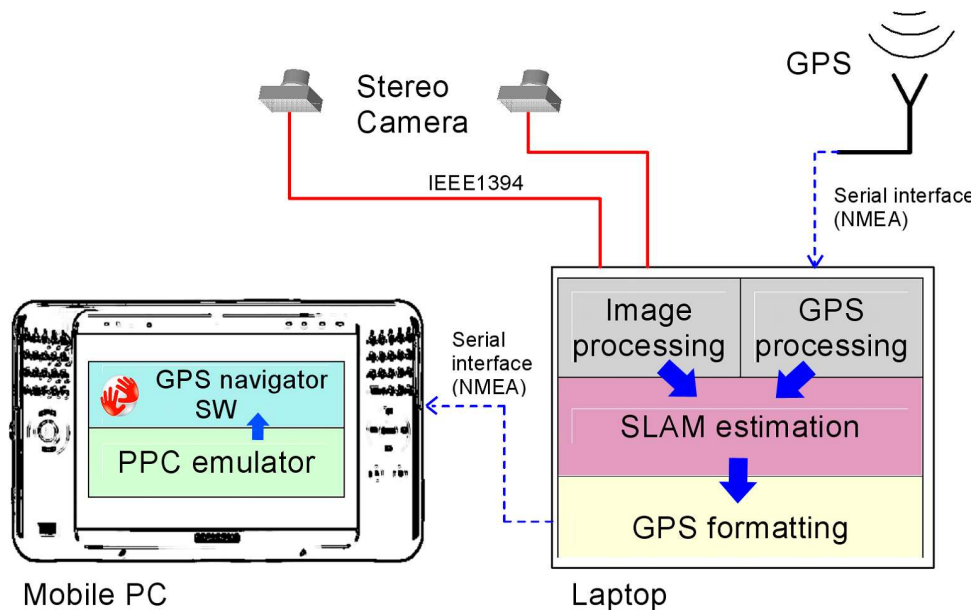 Stereo
Camera
GPS
IEEE1394
Serial interface
(NMEA)
Image
processing
GPS
processing
SLAM estimation
GPS formatting
Laptop
Serial
interface
(NMEA)
GPS navigator
SW
PPC emulator
Mobile PC